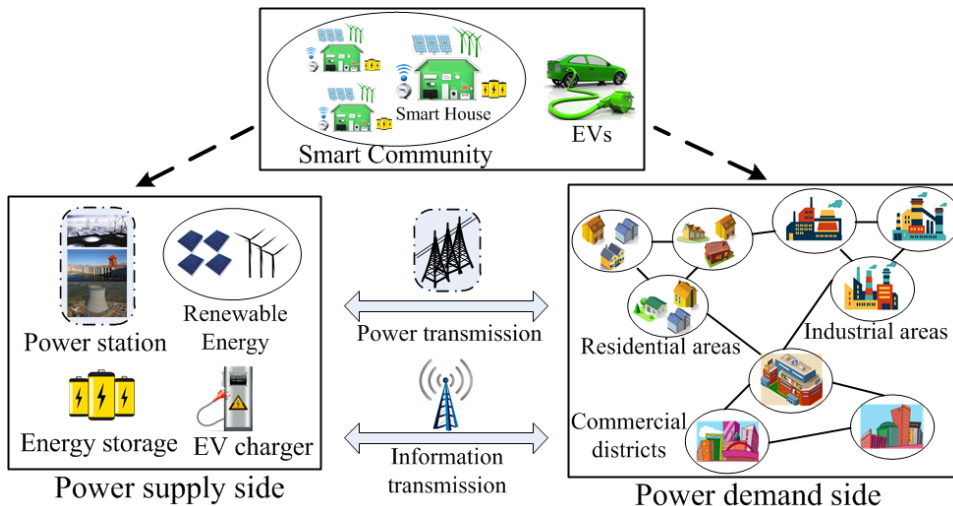 Smart House
EVs
Smart Community
Power station
Renewable
Energy
Energy storage
EV charger
Power supply side
Power transmission
Information
transmission
Residential areas
Industrial areas
Commercial
districts
Power demand side